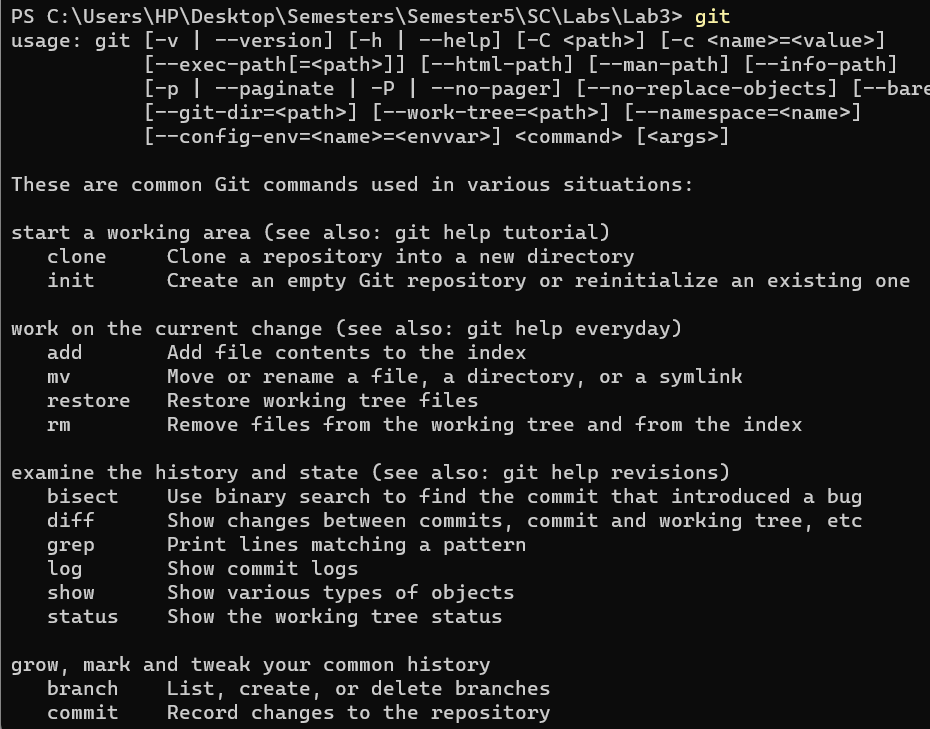 PS C:\Users\HP\Desktop\Semesters\Semester5\SC\Labs\Lab3> git
usage: git [-v | --version] [-h | --help] [-C <path>] [-c <name>=<value>]
           [--exec-path[=<path>]] [--html-path] [--man-path] [--info-path]
           [-p | --paginate | -P | --no-pager] [--no-replace-objects] [--bare
           [--git-dir=<path>] [--work-tree=<path>] [--namespace=<name>]
           [--config-env=<name>=<envvar>] <command> [<args>]

These are common Git commands used in various situations:

start a working area (see also: git help tutorial)
   clone     Clone a repository into a new directory
   init      Create an empty Git repository or reinitialize an existing one

work on the current change (see also: git help everyday)
   add       Add file contents to the index
   mv        Move or rename a file, a directory, or a symlink
   restore   Restore working tree files
   rm        Remove files from the working tree and from the index

examine the history and state (see also: git help revisions)
   bisect    Use binary search to find the commit that introduced a bug
   diff      Show changes between commits, commit and working tree, etc
   grep      Print lines matching a pattern
   log       Show commit logs
   show      Show various types of objects
   status    Show the working tree status

grow, mark and tweak your common history
   branch    List, create, or delete branches
   commit    Record changes to the repository